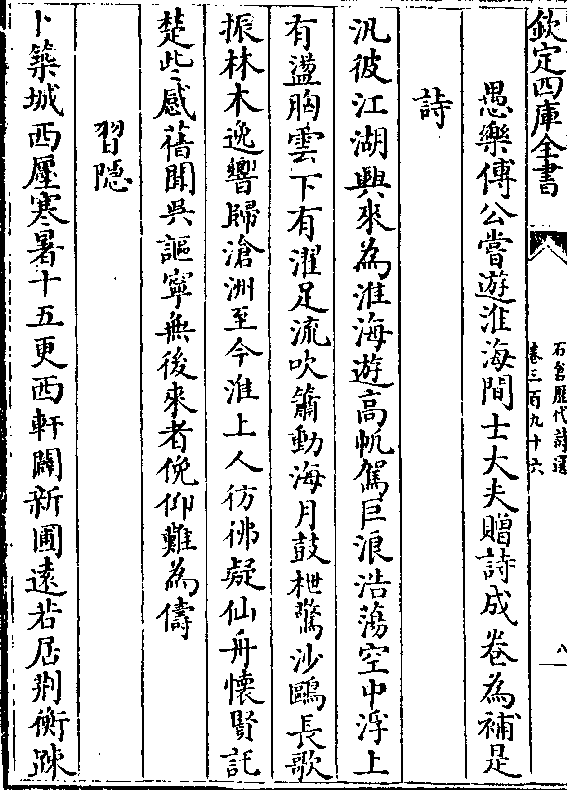 欽定四庫全書
石倉歷代詩選
卷三百九十六
八
愚樂傅公嘗遊淮海間士大夫贈詩成卷為補是
詩
汎彼江湖興來為淮海遊高帆駕巨浪浩蕩空中浮上
有盪胸雲下有濯足流吹簫動海月鼓枻驚沙鷗長歌
振林木逸響歸滄洲至今淮上人彷彿疑仙舟懷賢託
楚些感舊聞吳謳寧無後來者俛仰難為儔
習隠
卜築城西壓寒暑十五更西軒闢新圃遠若居荆衡疎